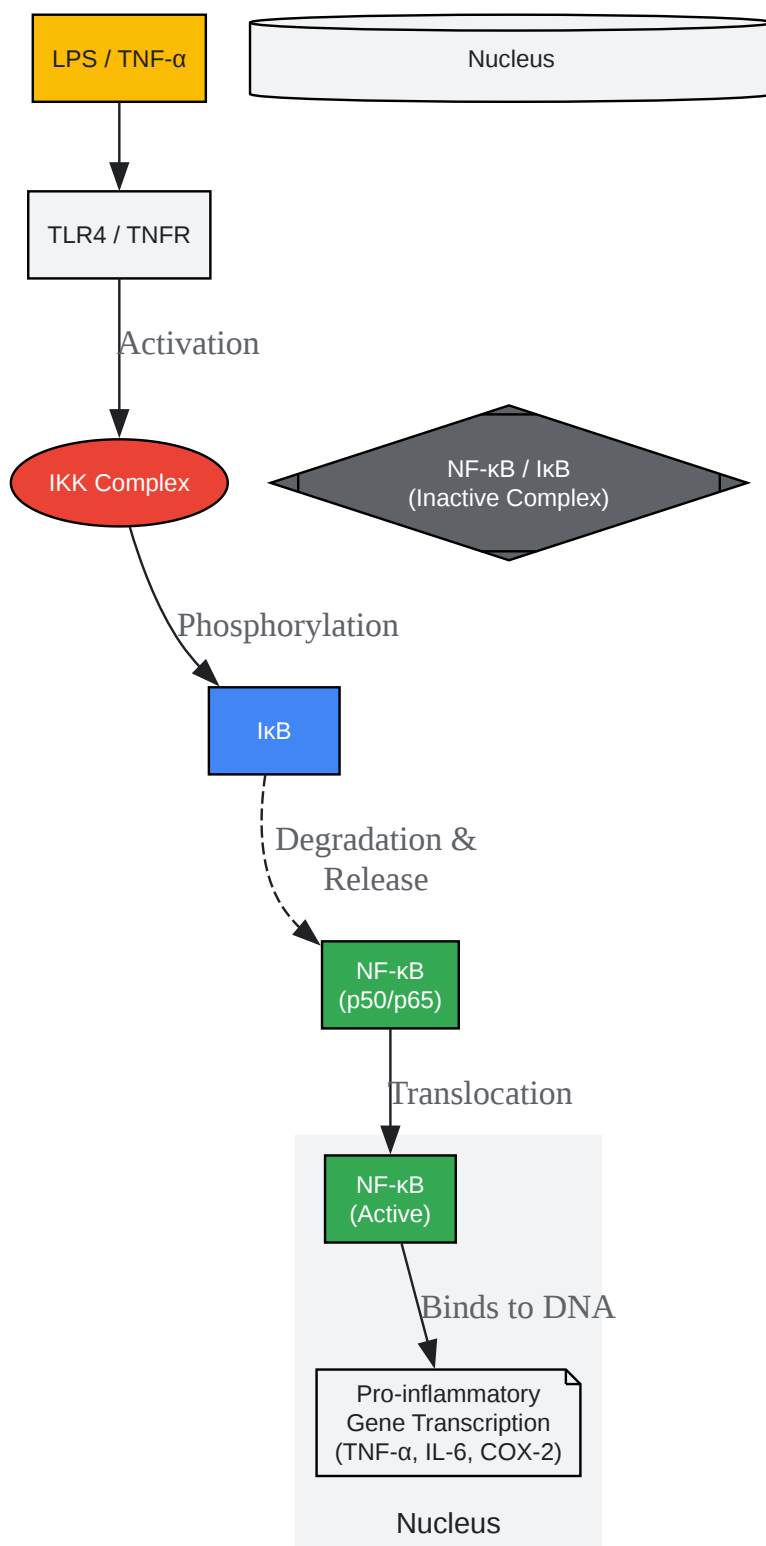 LPS / TNF-α
Nucleus
TLR4 / TNFR
Activation
IKK Complex
NF-κB / IκB
(Inactive Complex)
Phosphorylation
IκB
Degradation &
Release
NF-κB
(p50/p65)
Translocation
NF-κB
(Active)
Binds to DNA
Pro-inflammatory
Gene Transcription
(TNF-α, IL-6, COX-2)
Nucleus